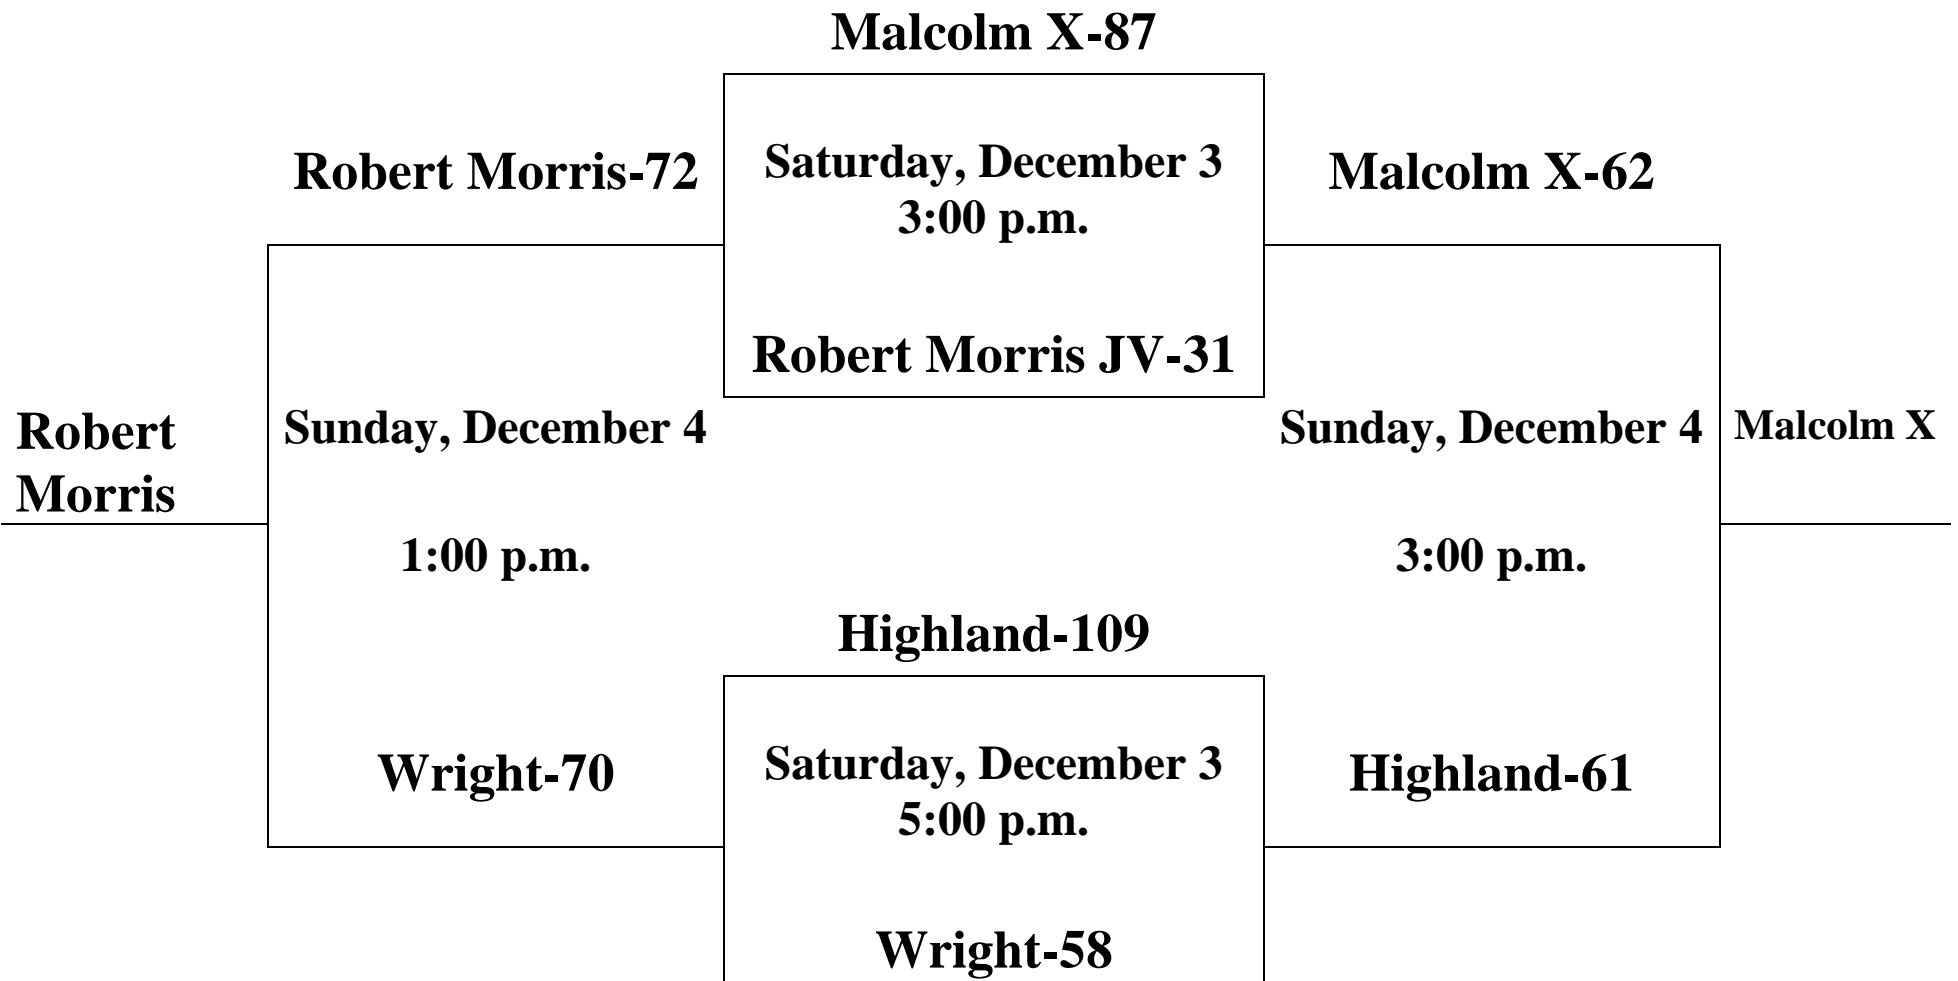 Malcolm X-87
Robert Morris-72
Saturday, December 3
3:00 p.m.
Malcolm X-62
Robert Morris JV-31
Robert
Morris
Sunday, December 4
1:00 p.m.
Sunday, December 4
3:00 p.m.
Malcolm X
Highland-109
Wright-70
Saturday, December 3
5:00 p.m.
Highland-61
Wright-58